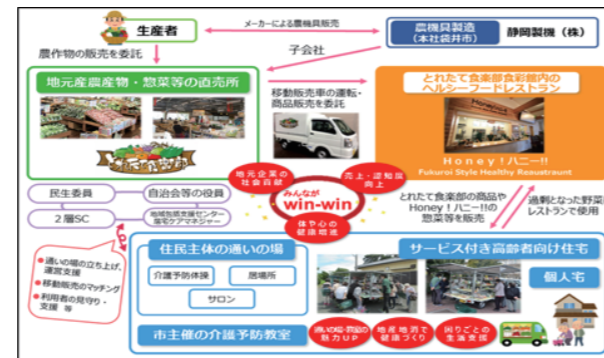 生産者
メーカーによる農機具販売
農機具製造
(本社袋井市)
静岡製機(株)
農作物の販売を委託
子会社
地元産農産物・惣菜等の直売所
移動販売車の運転・
商品販売を委託
とれたて食楽部食彩館内の
ヘルシーフードレストラン
Honey!
Honey!ハニー!!
Fukuroi Style Healthy Reaustraunt
地元企業の
社会貢献
売上・認知度
向上
みんなが
win-win
体や心の
健康増進
民生委員
自治会等の役員
2層SC
地域包括支援センター
居宅ケアマネジャー
とれたて食楽部の商品や
Honey!ハニー!!の
惣菜等を販売
過剰となった野菜
レストランで使用
通いの場の立ち上げ、
運営支援
移動販売のマッチング
利用者の見守り・
支援 等
住民主体の通いの場
介護予防体操
居場所
サロン
サービス付き高齢者向け住宅
個人宅
市主催の介護予防教室
通いの場・教室の
魅力UP
地産地消で
健康づくり
困りごとの
生活支援